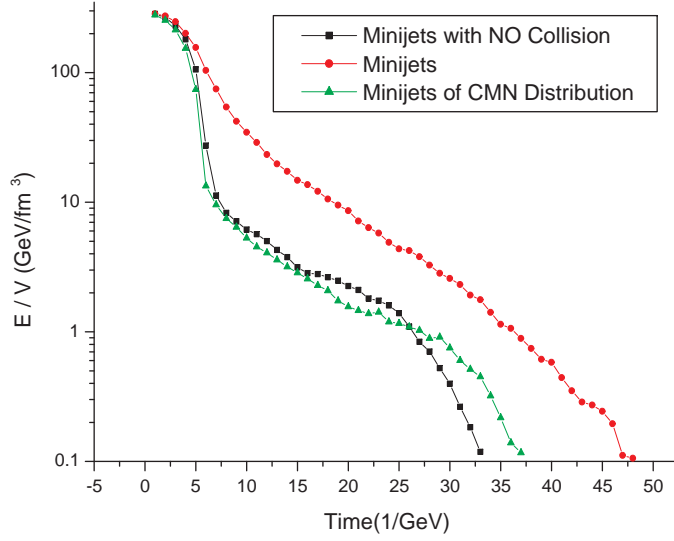 Minijets with NO Collision
Minijets
Minijets of CMN Distribution
100
10
1
0.1
E / V (GeV/fm 3)
-5 0 5 10 15 20 25 30 35 40 45 50
Time(1/GeV)